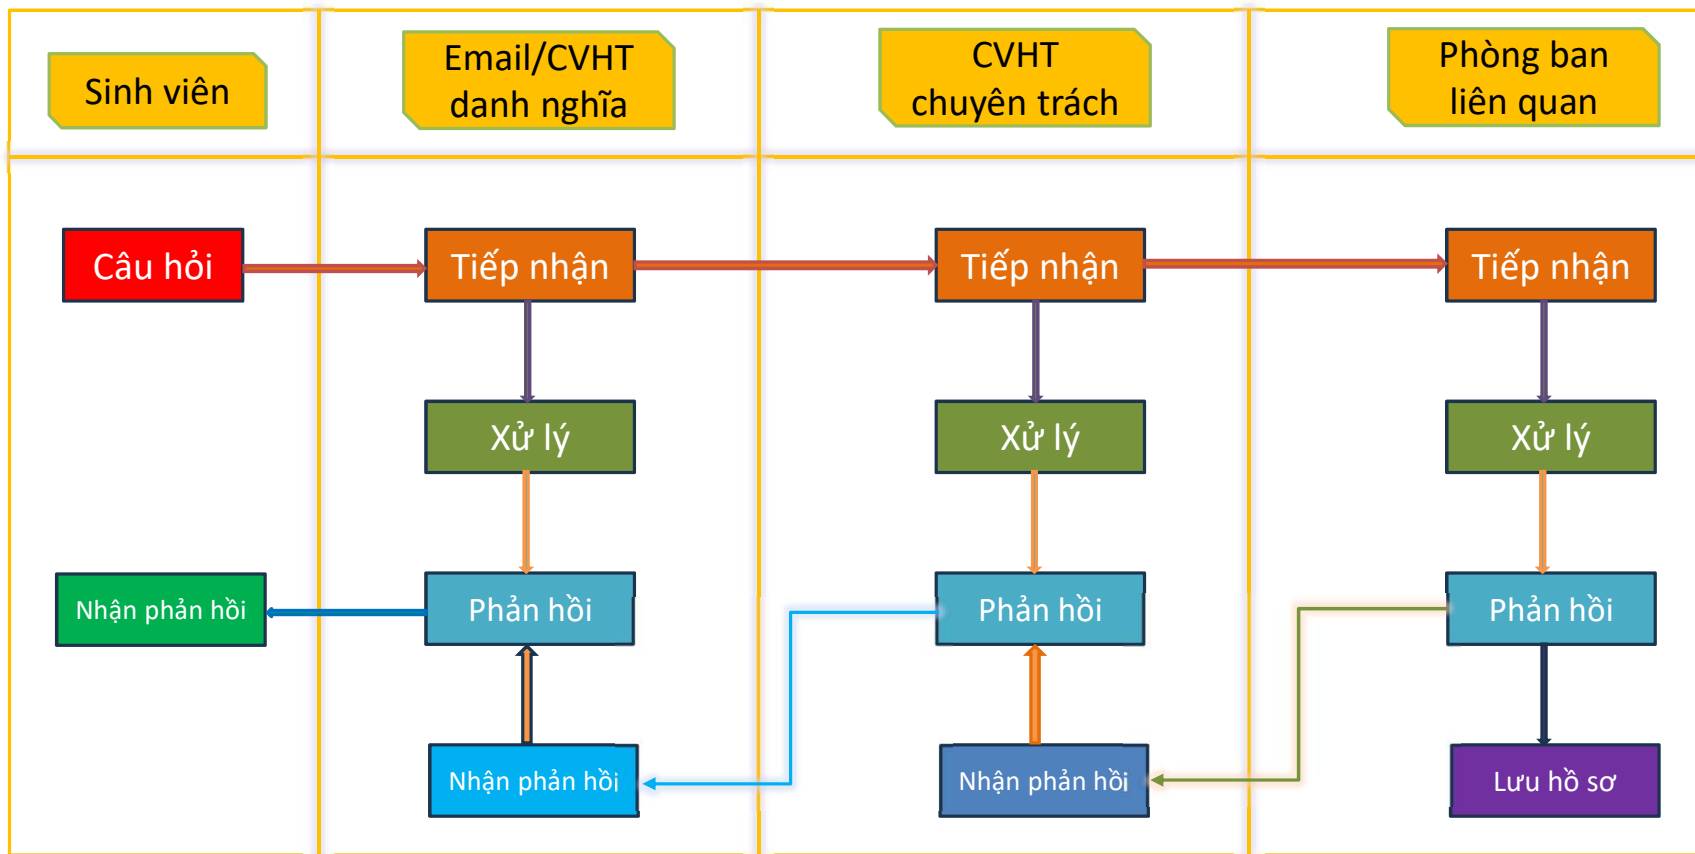 Sinh viên
Email/CVHT
danh nghĩa
CVHT
chuyên trách
Phòng ban
liên quan
Câu hỏi
Tiếp nhận
Tiếp nhận
Tiếp nhận
Xử lý
Xử lý
Xử lý
Nhận phản hồi
Phản hồi
Phản hồi
Phản hồi
Nhận phản hồi
Nhận phản hồi
Lưu hồ sơ